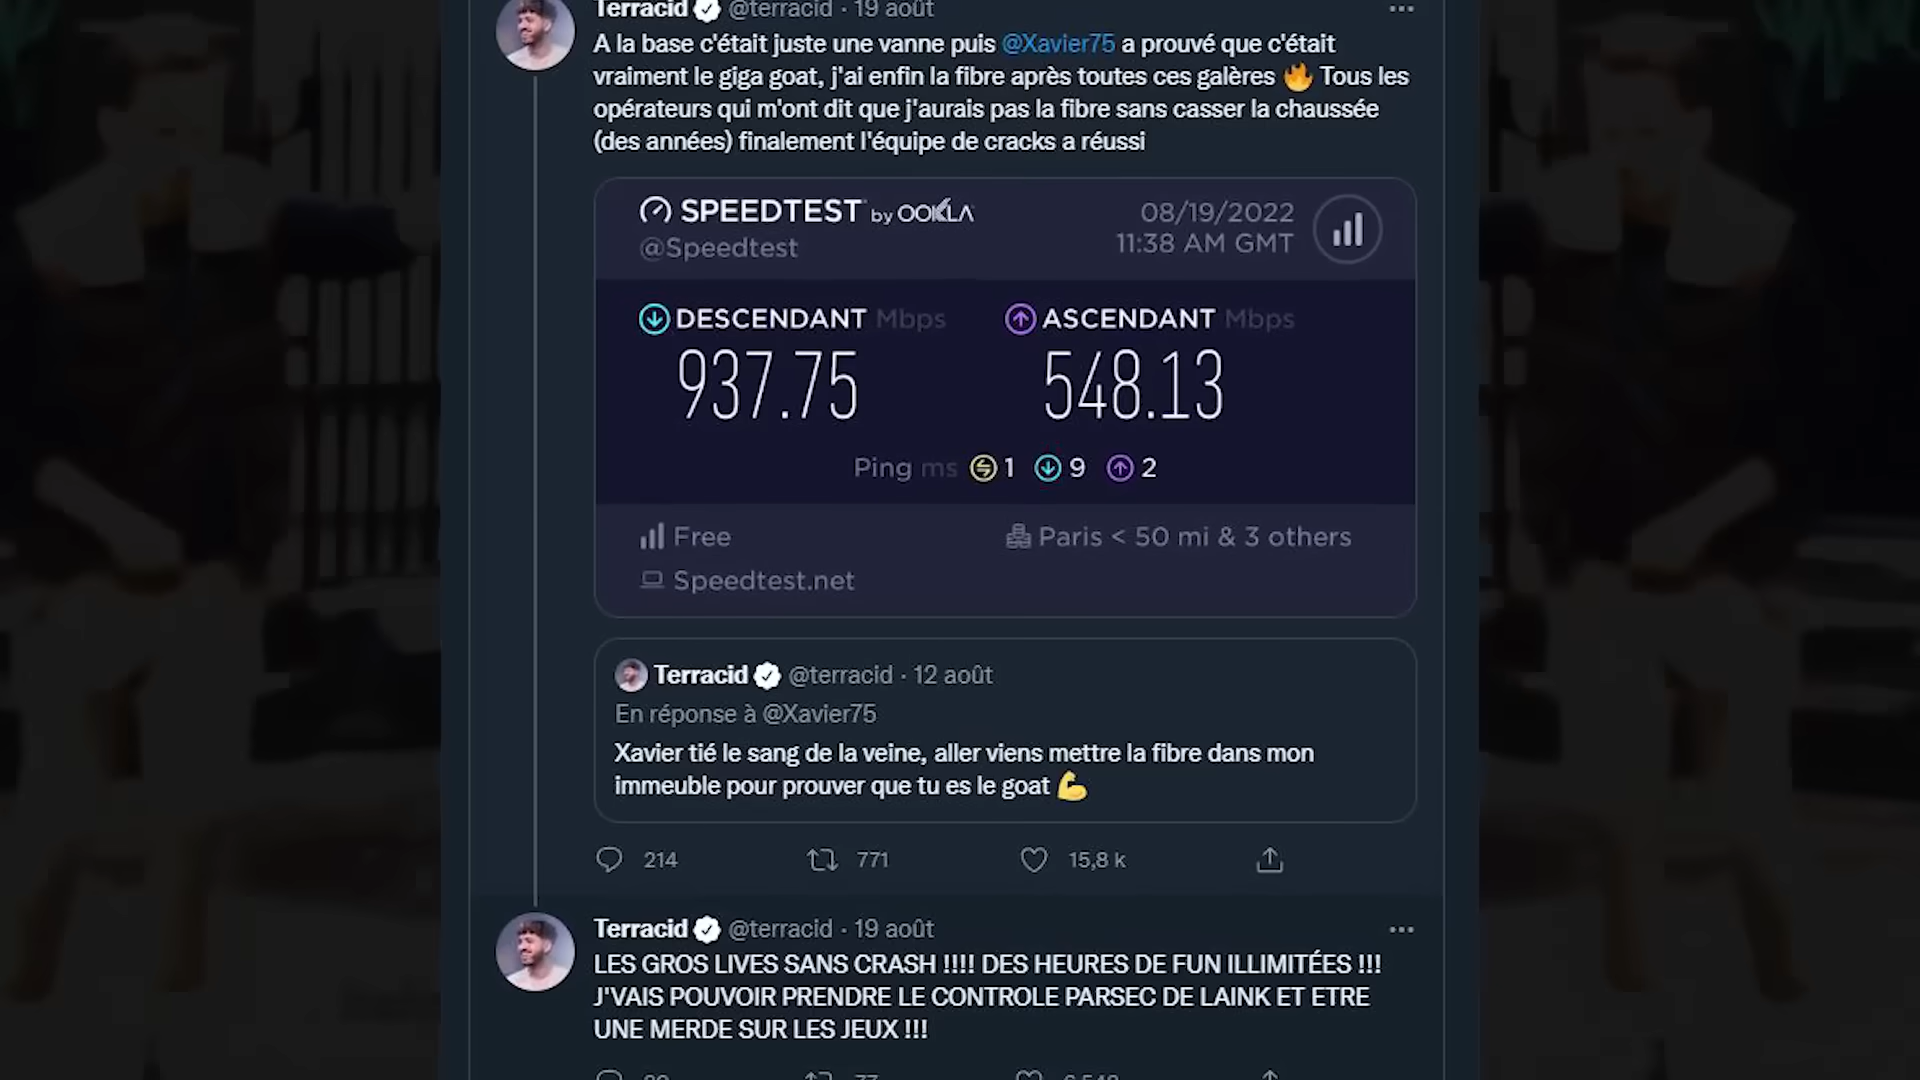 Terracid @terracid · 19 août
A la base c'était juste une vanne puis @Xavier75 a prouvé que c'était
vraiment le giga goat, j'ai enfin la fibre après toutes ces galères 🔥 Tous les
opérateurs qui m'ont dit que j'aurais pas la fibre sans casser la chaussée
(des années) finalement l'équipe de cracks a réussi
SPEEDTEST by OOKLA
@Speedtest
08/19/2022
11:38 AM GMT
DESCENDANT Mbps
937.75
ASCENDANT Mbps
548.13
Ping ms 1 9 2
Free
Paris < 50 mi & 3 others
Speedtest.net
Terracid @terracid · 12 août
En réponse à @Xavier75
Xavier tié le sang de la veine, aller viens mettre la fibre dans mon
immeuble pour prouver que tu es le goat 💪
214 771 15,8 k
Terracid @terracid · 19 août
LES GROS LIVES SANS CRASH !!!! DES HEURES DE FUN ILLIMITÉES !!!
J'VAIS POUVOIR PRENDRE LE CONTROLE PARSEC DE LAINK ET ETRE
UNE MERDE SUR LES JEUX !!!